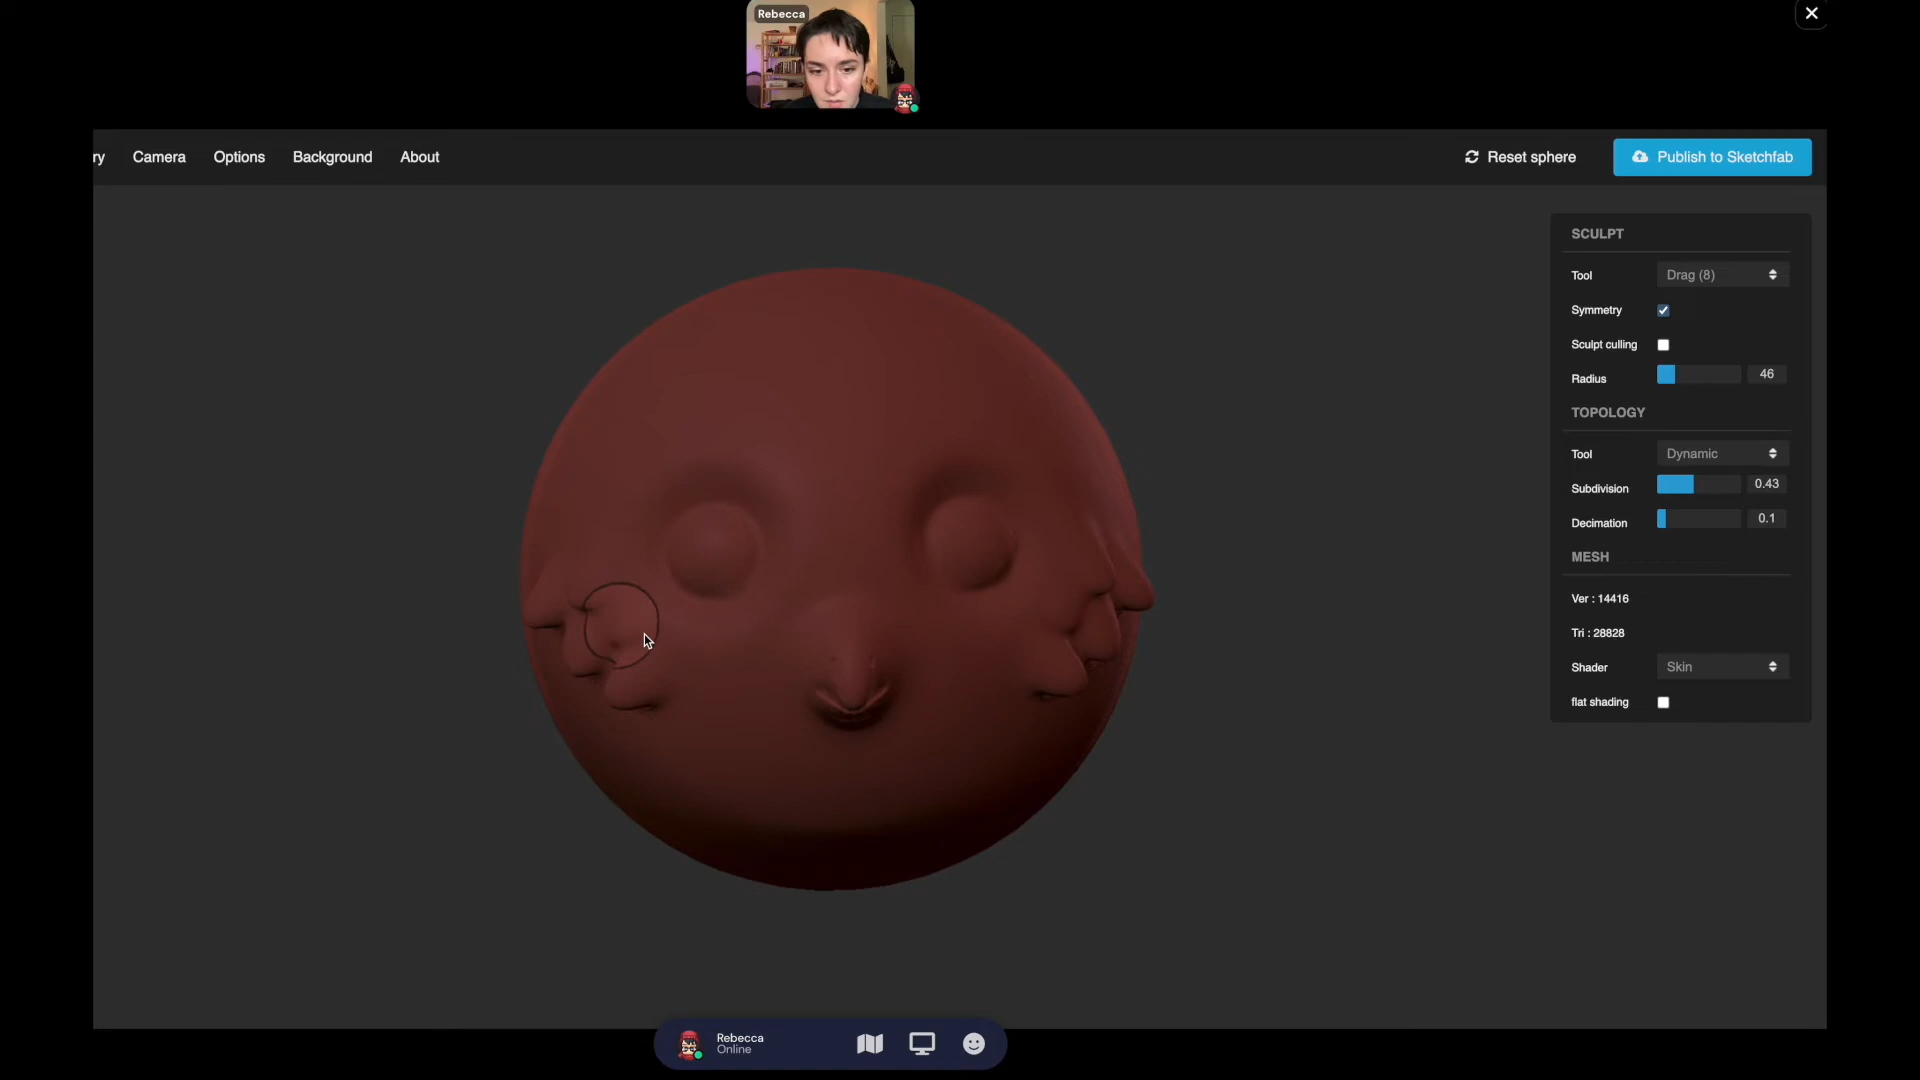 Rebecca
ry Camera Options Background About Reset sphere Publish to Sketchfab
SCULPT
Tool Drag (8)
Symmetry
Sculpt culling
Radius 46
TOPOLOGY
Tool Dynamic
Subdivision 0.43
Decimation 0.1
MESH
Ver : 14416
Tri : 28828
Shader Skin
flat shading
Rebecca
Online